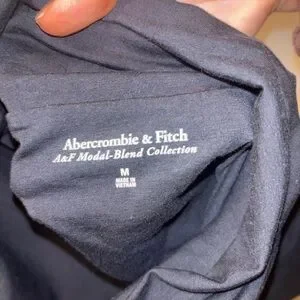 Abercrombie & Fitch
A&F Modal-Blend Collection
M
MADE IN
VIETNAM